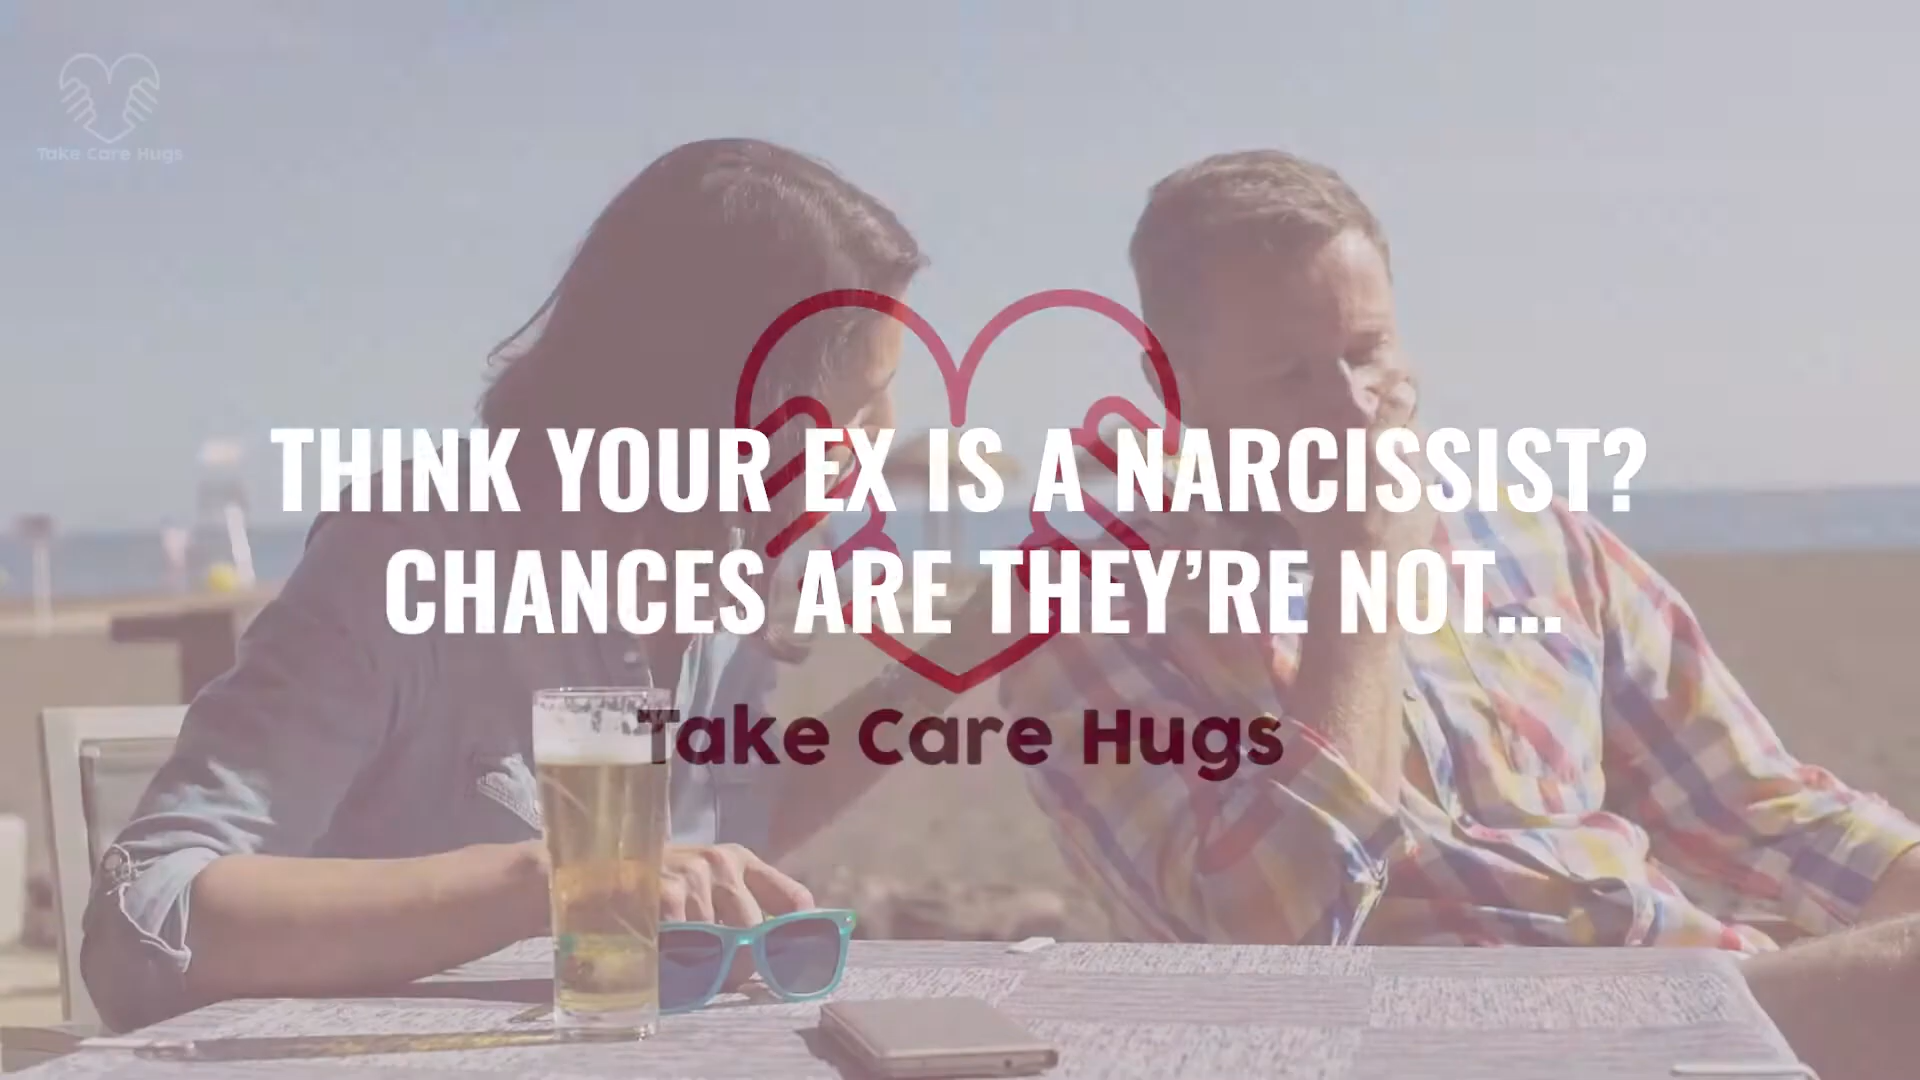 Take Care Hugs
THINK YOUR EX IS A NARCISSIST?
CHANCES ARE THEY’RE NOT...
Take Care Hugs